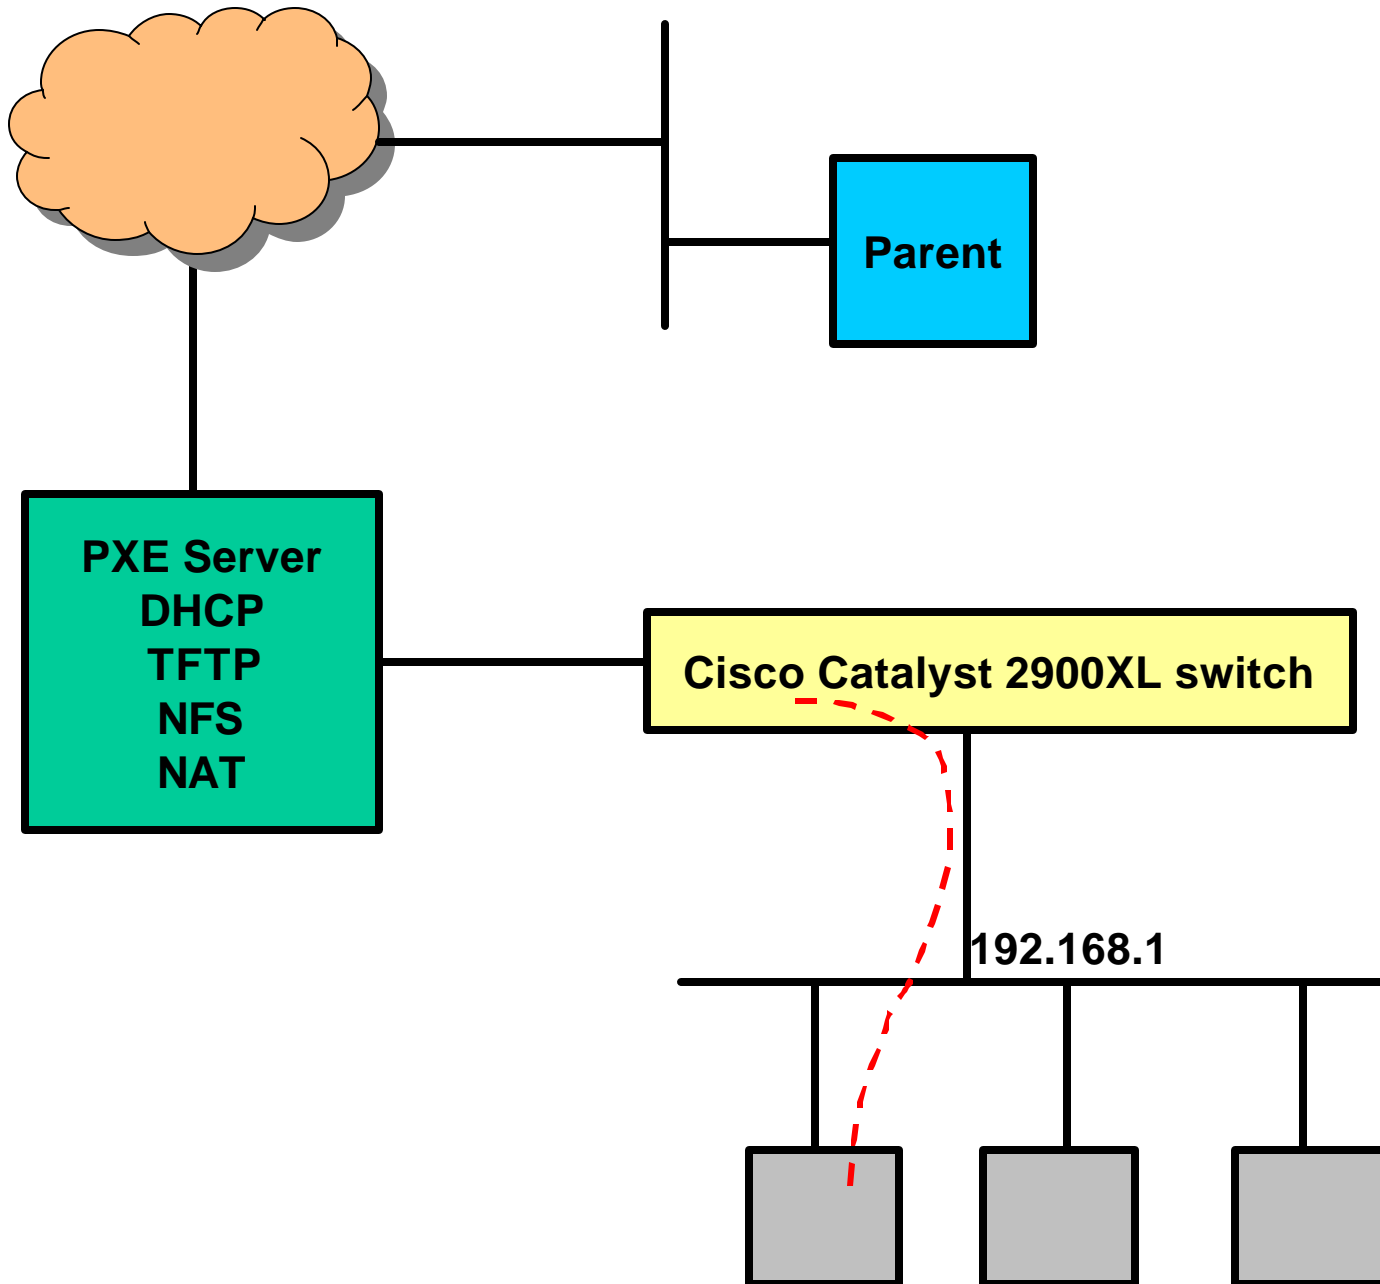 Parent
PXE Server
DHCP
TFTP
NFS
NAT
Cisco Catalyst 2900XL switch
192.168.1